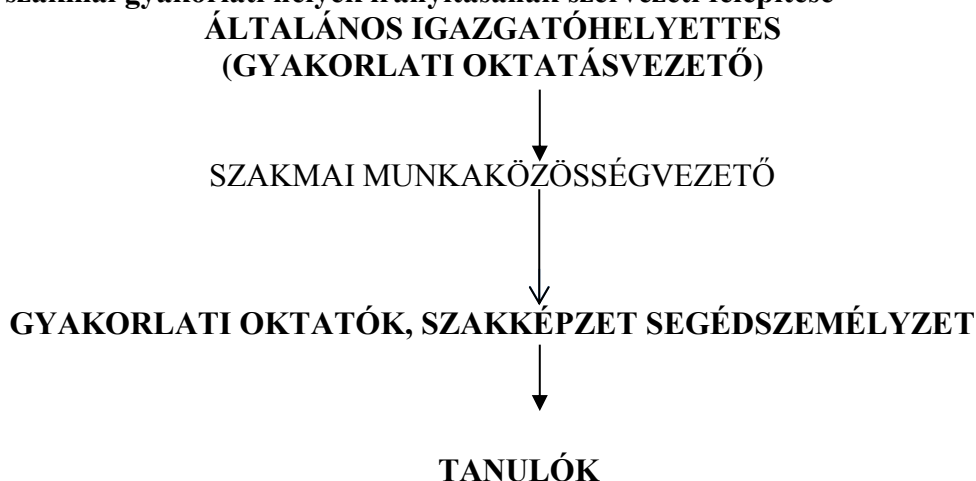 szakmai gyakorlati helyek irányításának szervezeti felépítése
ÁLTALÁNOS IGAZGATÓHELYETTES
(GYAKORLATI OKTATÁSVEZETŐ)
SZAKMAI MUNKAKÖZÖSSÉGVEZETŐ
GYAKORLATI OKTATÓK, SZAKKÉPZET SEGÉDSZEMÉLYZET
TANULÓK